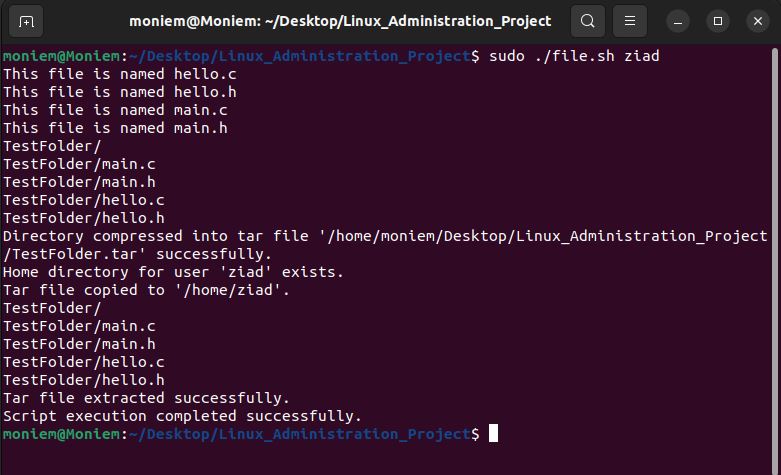 moniem@Moniem: ~/Desktop/Linux_Administration_Project
moniem@Moniem:~/Desktop/Linux_Administration_Project$ sudo ./file.sh ziad
This file is named hello.c
This file is named hello.h
This file is named main.c
This file is named main.h
TestFolder/
TestFolder/main.c
TestFolder/main.h
TestFolder/hello.c
TestFolder/hello.h
Directory compressed into tar file '/home/moniem/Desktop/Linux_Administration_Project
/TestFolder.tar' successfully.
Home directory for user 'ziad' exists.
Tar file copied to '/home/ziad'.
TestFolder/
TestFolder/main.c
TestFolder/main.h
TestFolder/hello.c
TestFolder/hello.h
Tar file extracted successfully.
Script execution completed successfully.
moniem@Moniem:~/Desktop/Linux_Administration_Project$